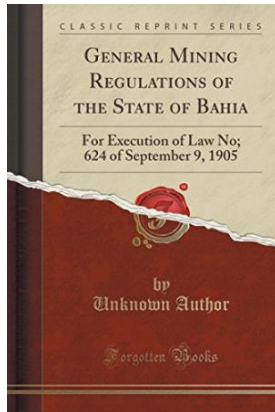 CLASSIC REPRINT SERIES
GENERAL MINING
REGULATIONS OF
THE STATE OF BAHIA
For Execution of Law No;
624 of September 9, 1905
by
Unknown Author
Forgotten Books